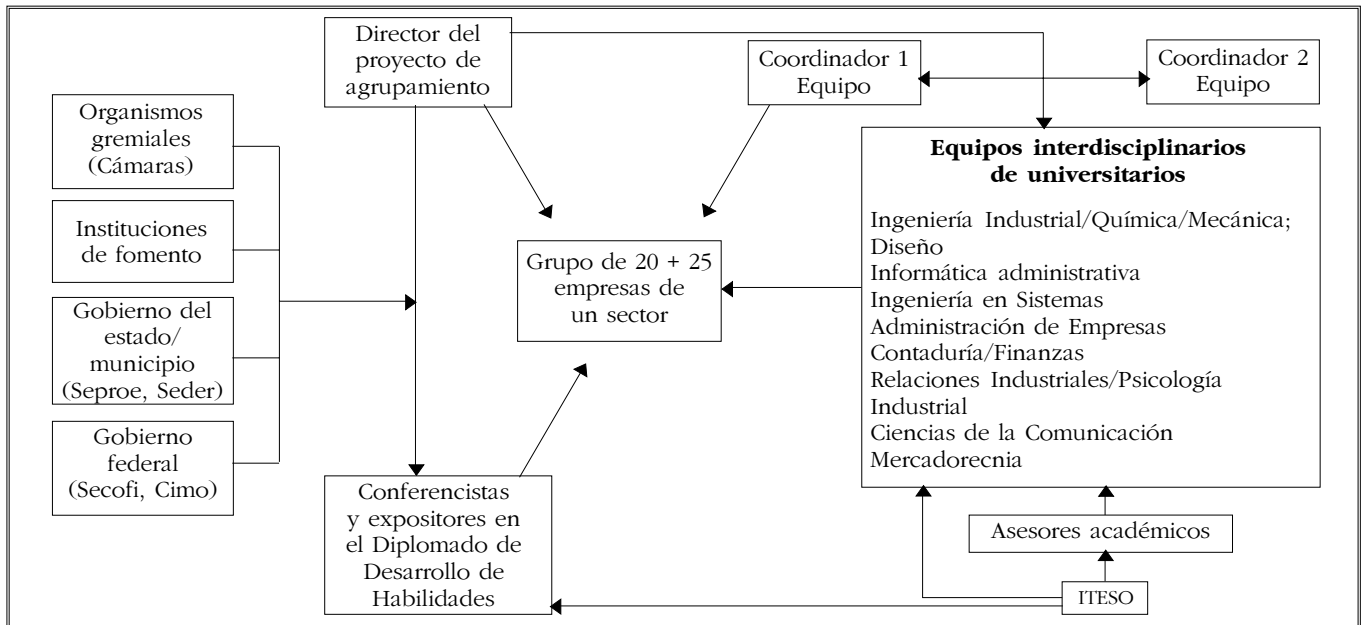 Director del
proyecto de
agrupamiento
Coordinador 1
Equipo
Coordinador 2
Equipo
Organismos
gremiales
(Cámaras)
Instituciones
de fomento
Gobierno del
estado/
municipio
(Seproe, Seder)
Gobierno
federal
(Secofi, Cimo)
Grupo de 20 + 25
empresas de
un sector
Equipos interdisciplinarios
de universitarios
Ingeniería Industrial/Química/Mecánica;
Diseño
Informática administrativa
Ingeniería en Sistemas
Administración de Empresas
Contaduría/Finanzas
Relaciones Industriales/Psicología
Industrial
Ciencias de la Comunicación
Mercadorecnia
Conferencistas
y expositores en
el Diplomado de
Desarrollo de
Habilidades
Asesores académicos
ITESO